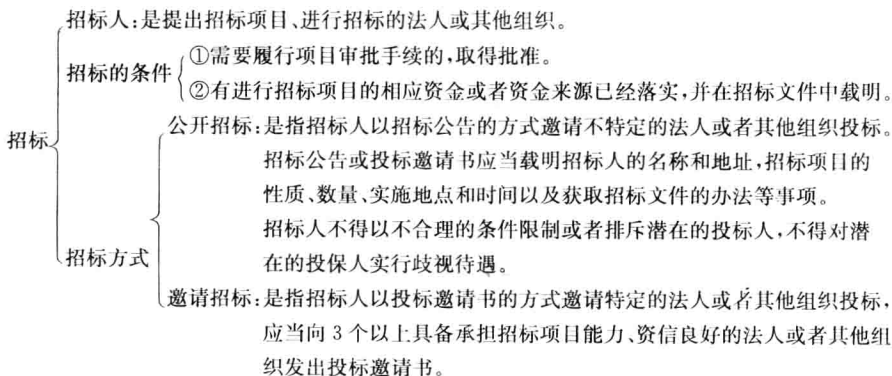 招标人:是提出招标项目、进行招标的法人或其他组织。
①需要履行项目审批手续的,取得批准。
招标的条件
②有进行招标项目的相应资金或者资金来源已经落实,并在招标文件中载明。
公开招标:是指招标人以招标公告的方式邀请不特定的法人或者其他组织投标。
招标
招标公告或投标邀请书应当载明招标人的名称和地址,招标项目的
性质、数量、实施地点和时间以及获取招标文件的办法等事项。
招标人不得以不合理的条件限制或者排斥潜在的投标人,不得对潜
招标方式
在的投保人实行歧视待遇。
邀请招标:是指招标人以投标邀请书的方式邀请特定的法人或者其他组织投标,
应当向 3 个以上具备承担招标项目能力、资信良好的法人或者其他组
织发出投标邀请书。